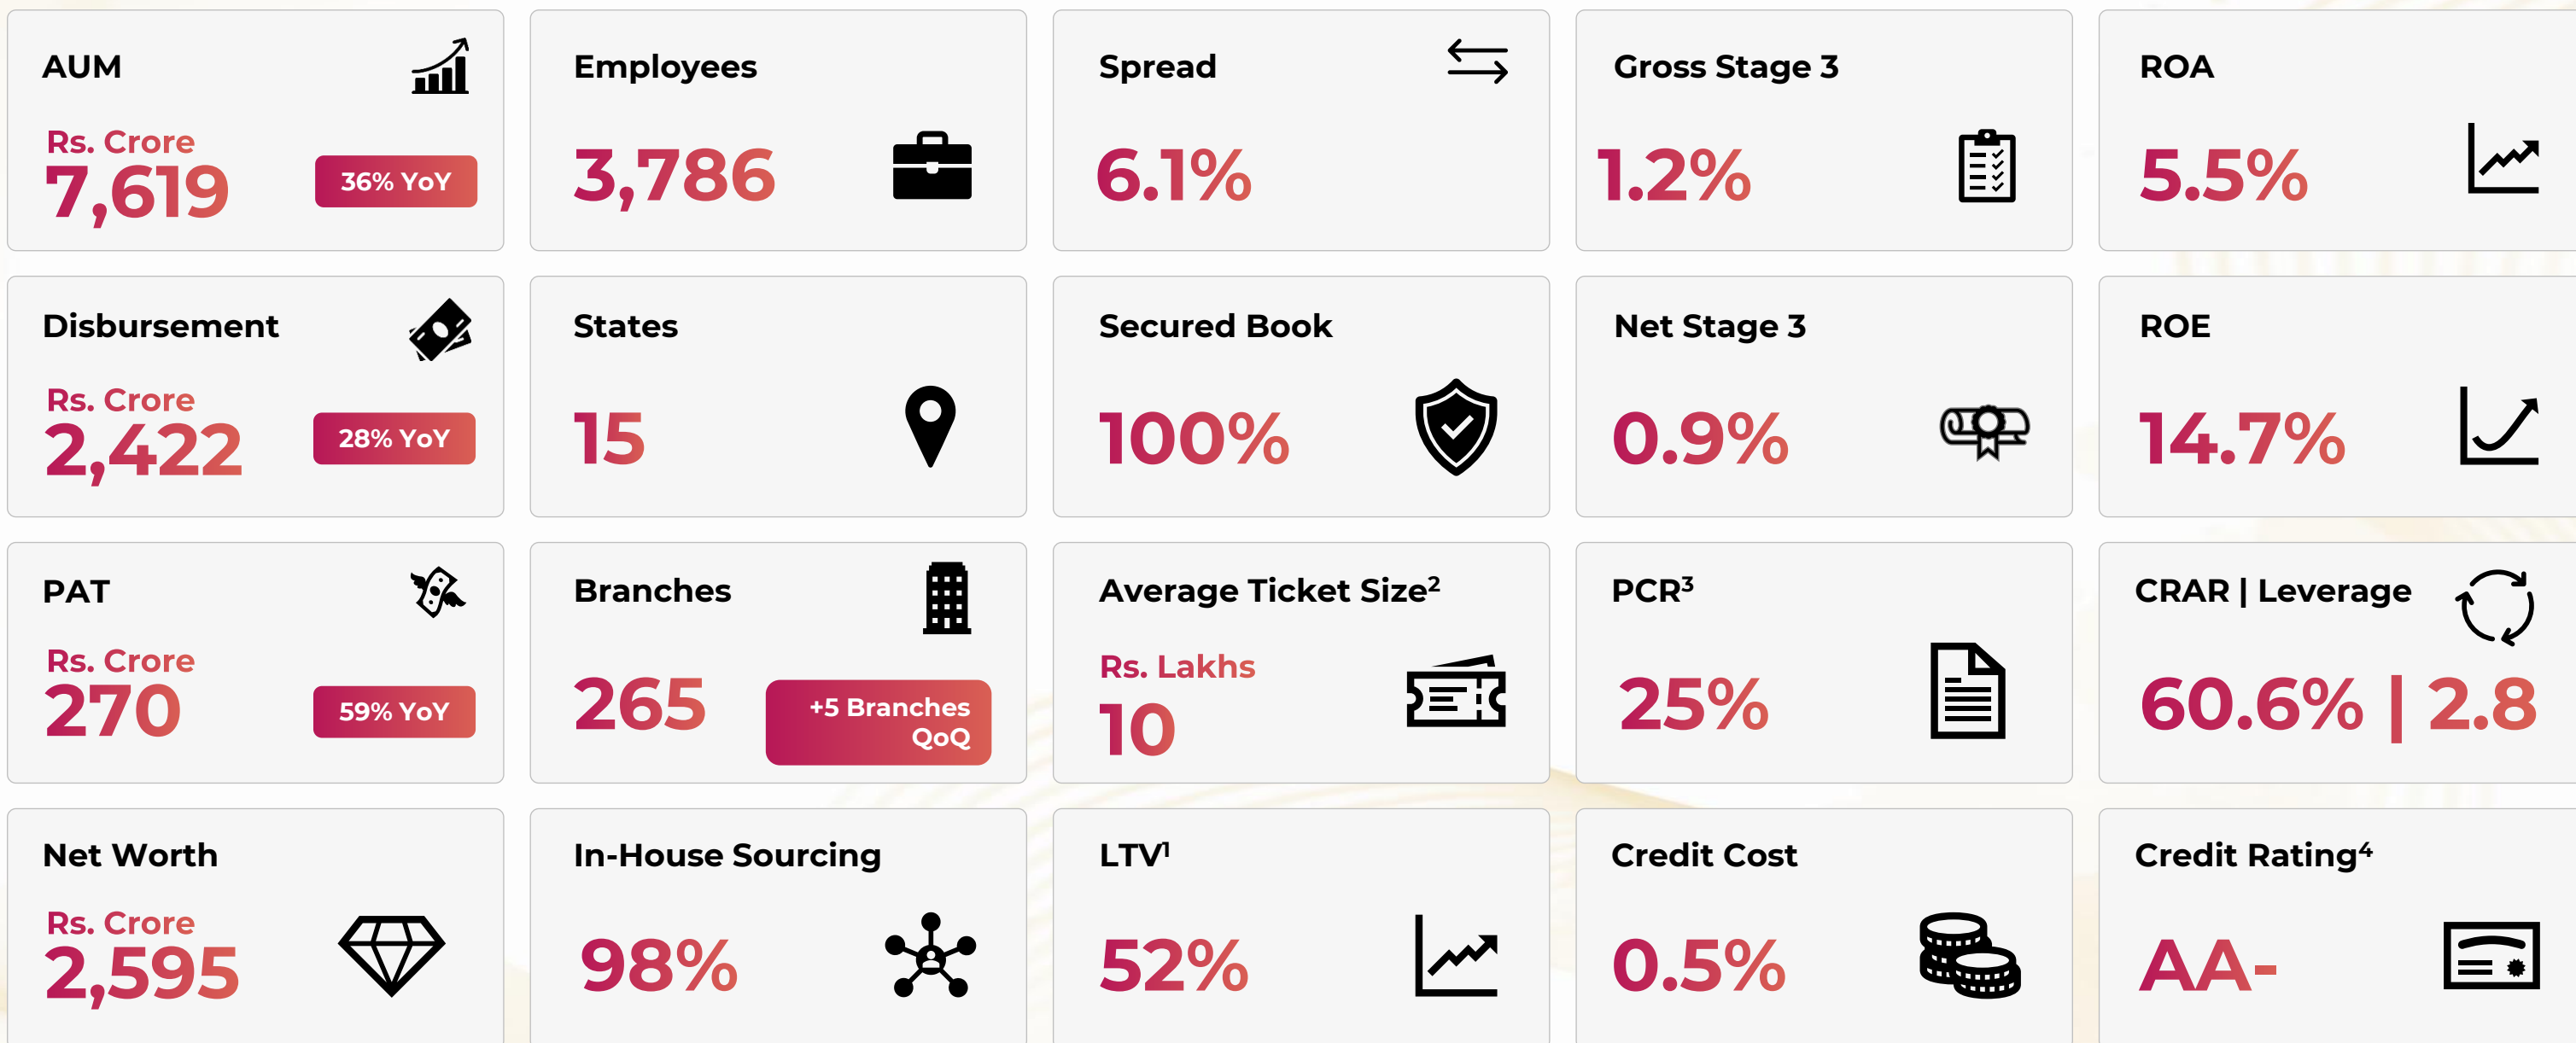 AUM
Rs. Crore
7,619
36% YoY
Employees
3,786
Spread
6.1%
Gross Stage 3
1.2%
ROA
5.5%
Disbursement
Rs. Crore
2,422
28% YoY
States
15
Secured Book
100%
Net Stage 3
0.9%
ROE
14.7%
PAT
Rs. Crore
270
59% YoY
Branches
265
+5 Branches
QoQ
Average Ticket Size²
Rs. Lakhs
10
PCR³
25%
CRAR | Leverage
60.6% | 2.8
Net Worth
Rs. Crore
2,595
In-House Sourcing
98%
LTV¹
52%
Credit Cost
0.5%
Credit Rating⁴
AA-